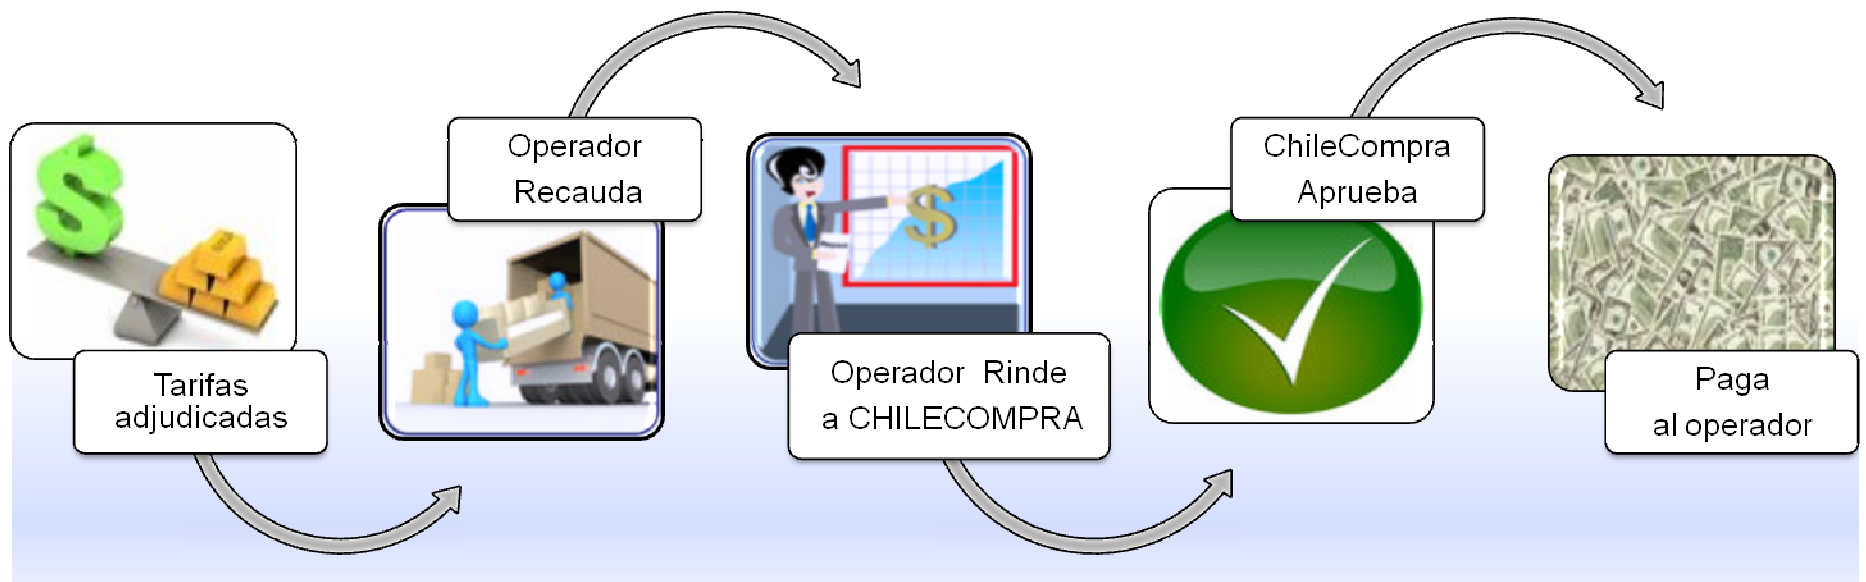 Tarifas
adjudicadas
Operador
Recauda
Operador Rinde
a CHILECOMPRA
ChileCompra
Aprueba
Paga
al operador